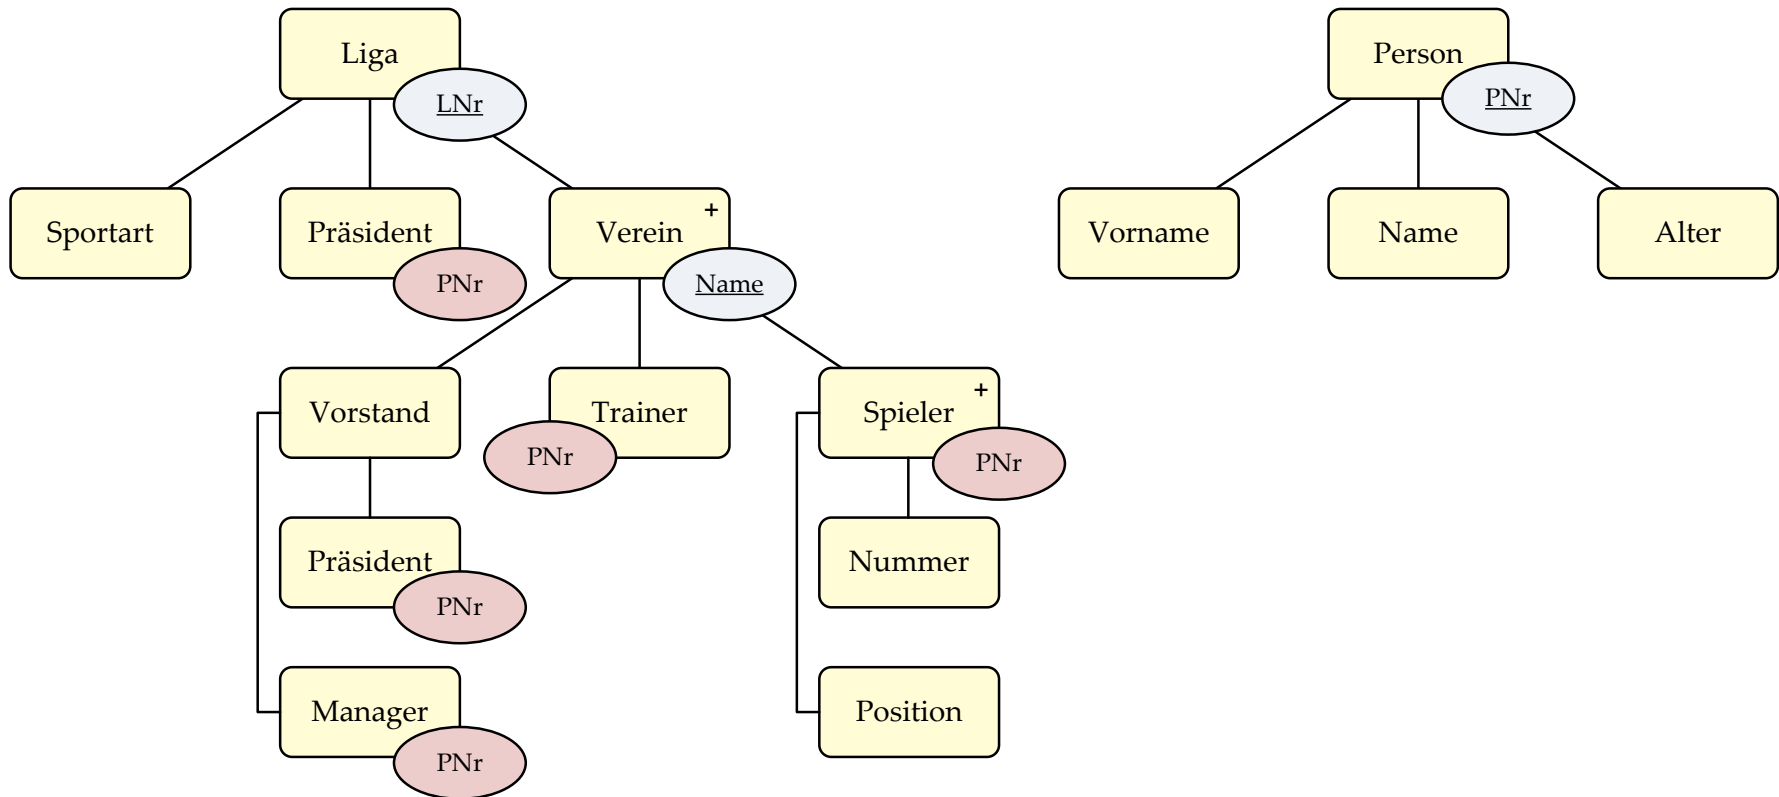 Liga
Person
LNr
PNr
Sportart
Präsident
Verein
+
Vorname
Name
Alter
PNr
Name
Vorstand
Trainer
Spieler
+
PNr
PNr
Präsident
Nummer
PNr
Manager
Position
PNr